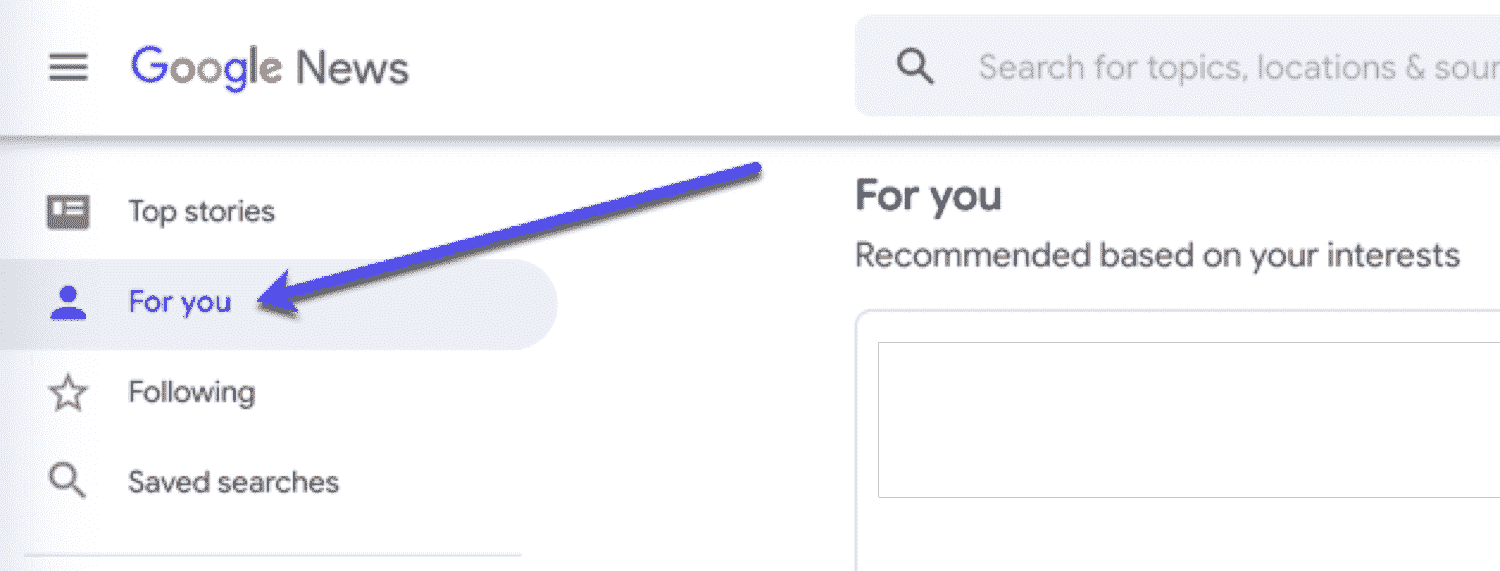 Google News
Search for topics, locations & sour
Top stories
For you
Following
Saved searches
For you
Recommended based on your interests